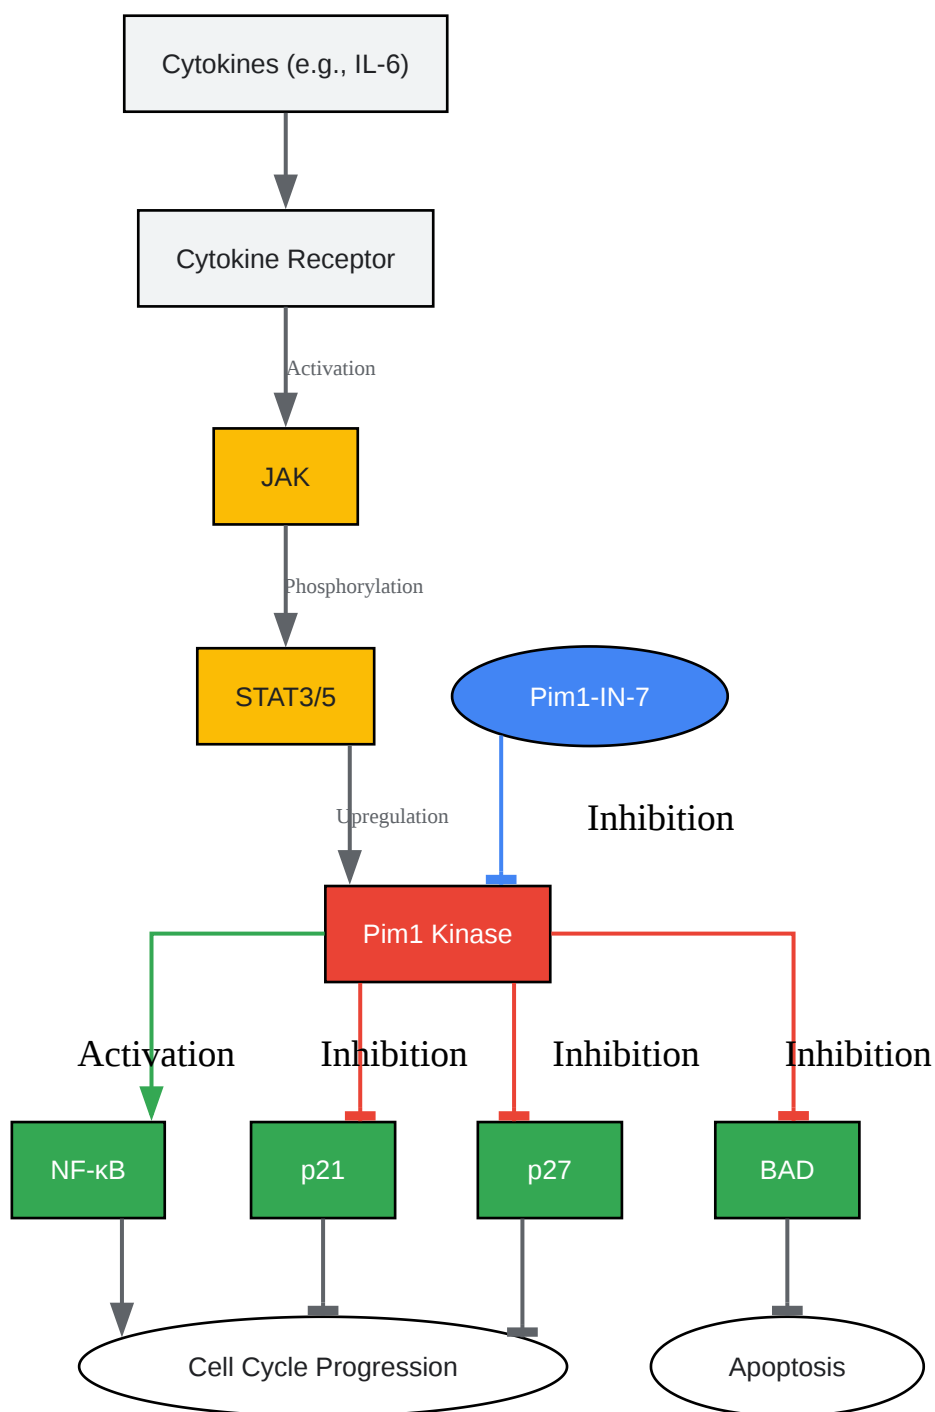 Cytokines (e.g., IL-6)
Cytokine Receptor
Activation
JAK
Phosphorylation
STAT3/5
Pim1-IN-7
Upregulation
Inhibition
Pim1 Kinase
Activation
Inhibition
Inhibition
Inhibition
NF-κB
p21
p27
BAD
Cell Cycle Progression
Apoptosis